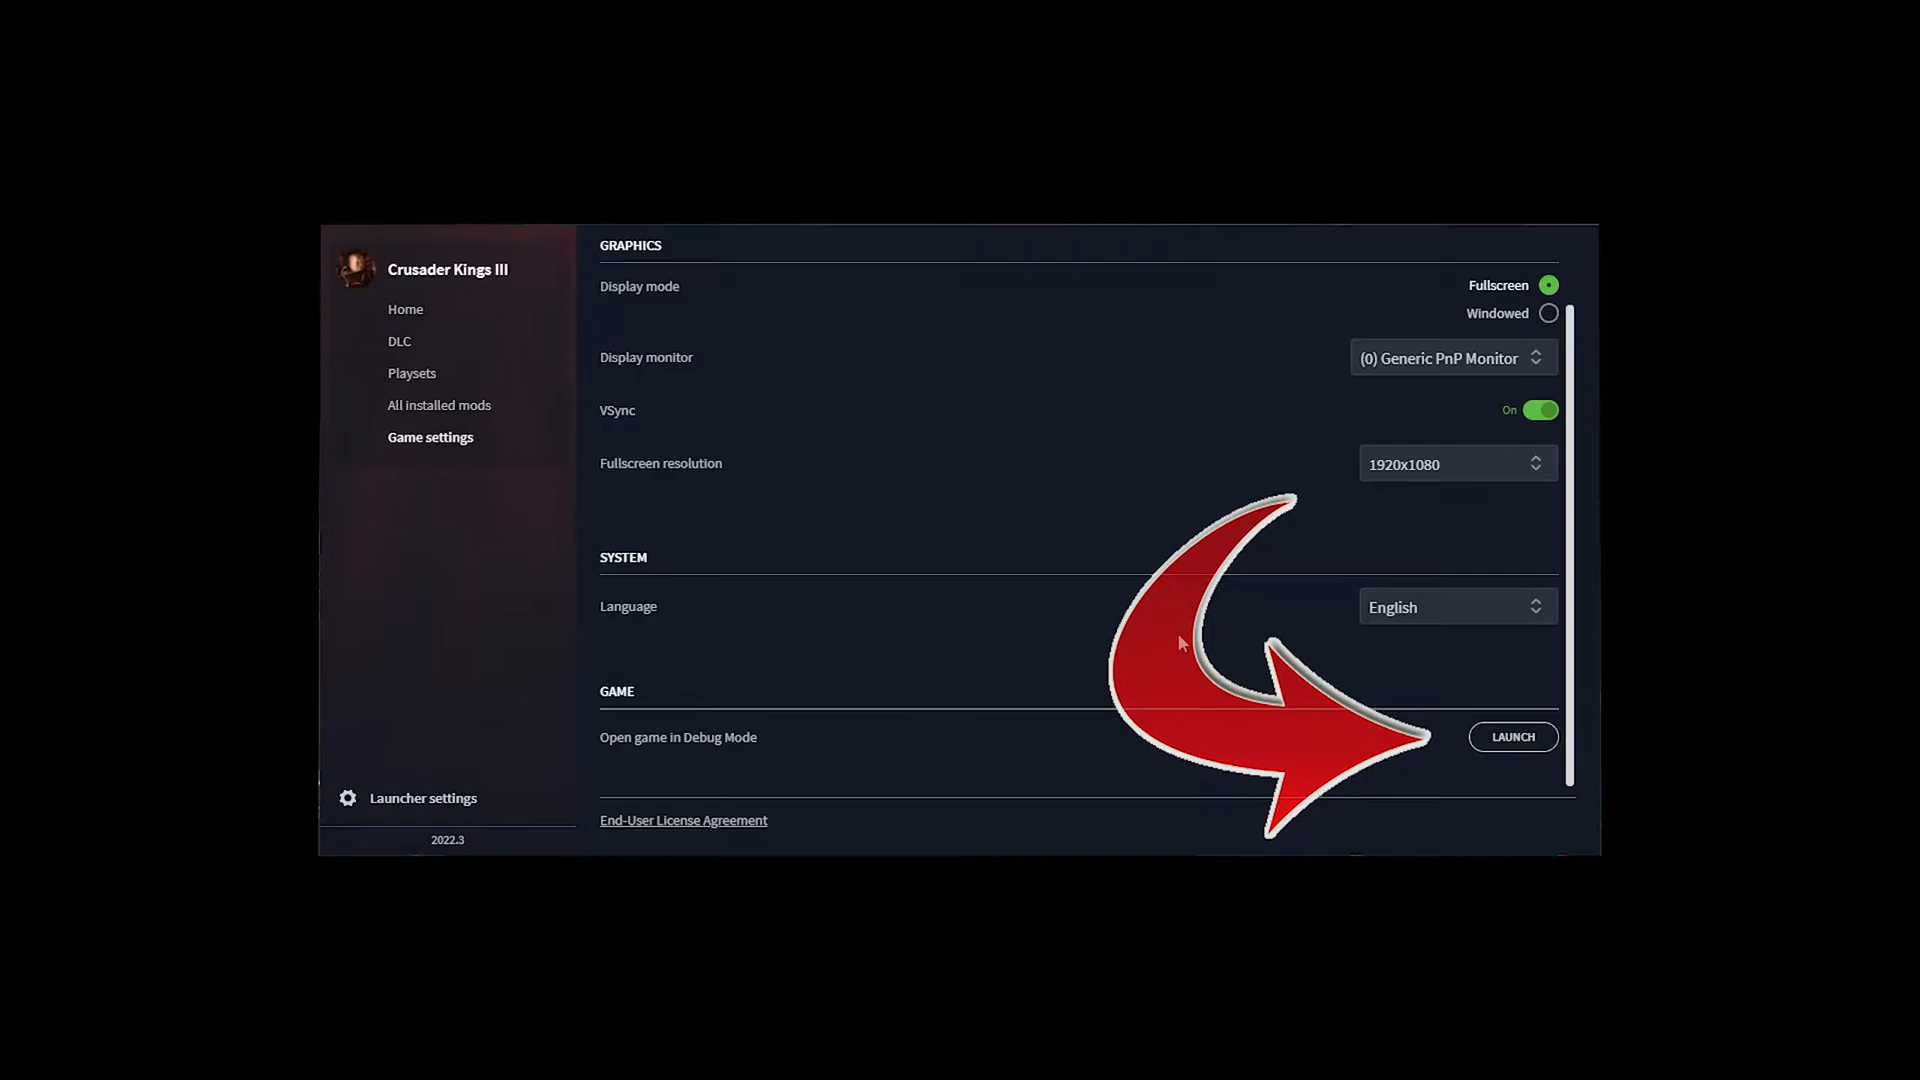 Crusader Kings III
Home
DLC
Playsets
All installed mods
Game settings
Launcher settings
2022.3
GRAPHICS
Display mode
Fullscreen
Windowed
Display monitor
(0) Generic PnP Monitor
VSync
On
Fullscreen resolution
1920x1080
SYSTEM
Language
English
GAME
Open game in Debug Mode
LAUNCH
End-User License Agreement